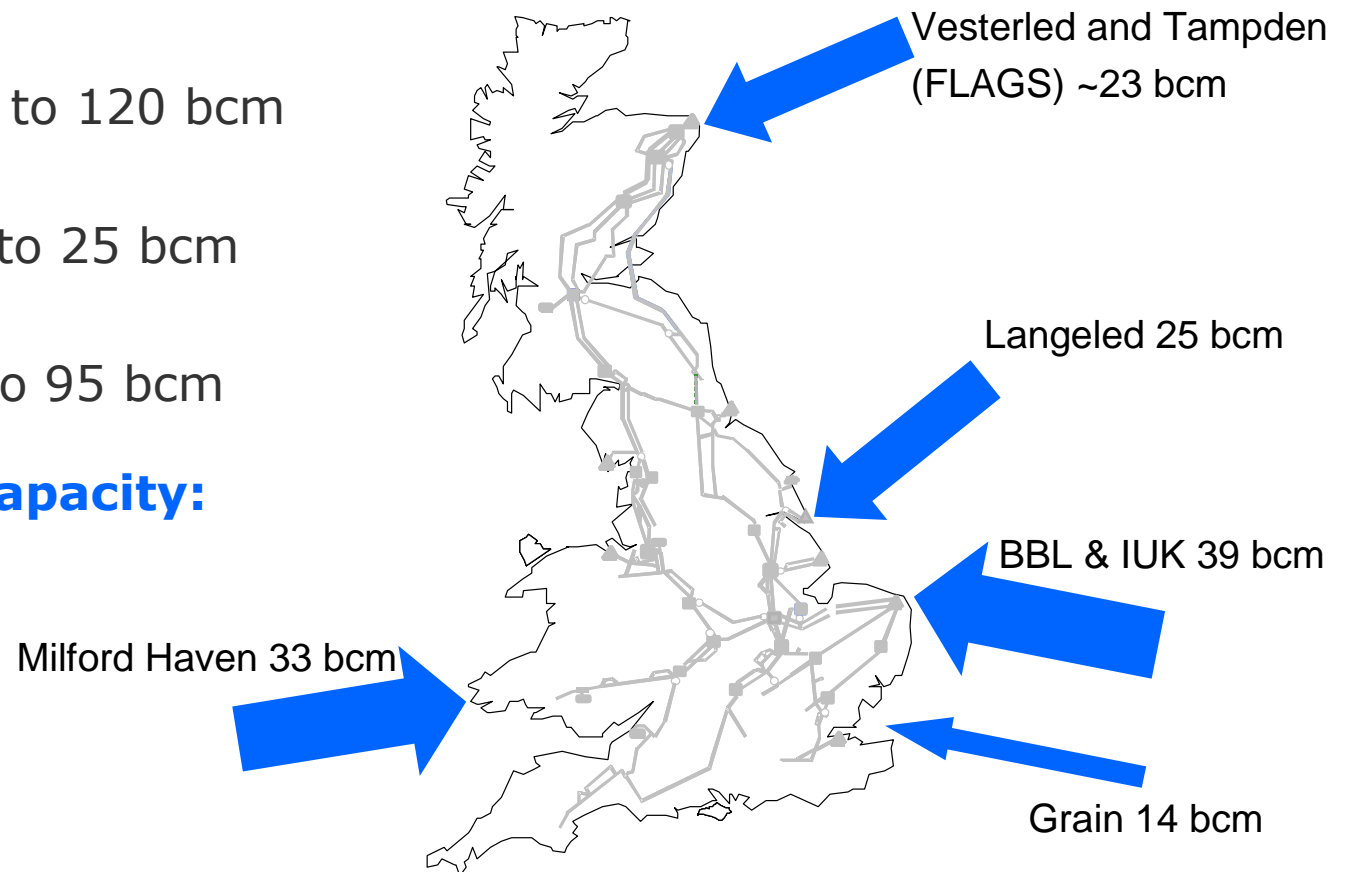 to 120 bcm
to 25 bcm
to 95 bcm
apacity:
Vesterled and Tampden
(FLAGS) ~23 bcm
Langeled 25 bcm
BBL & IUK 39 bcm
Milford Haven 33 bcm
Grain 14 bcm